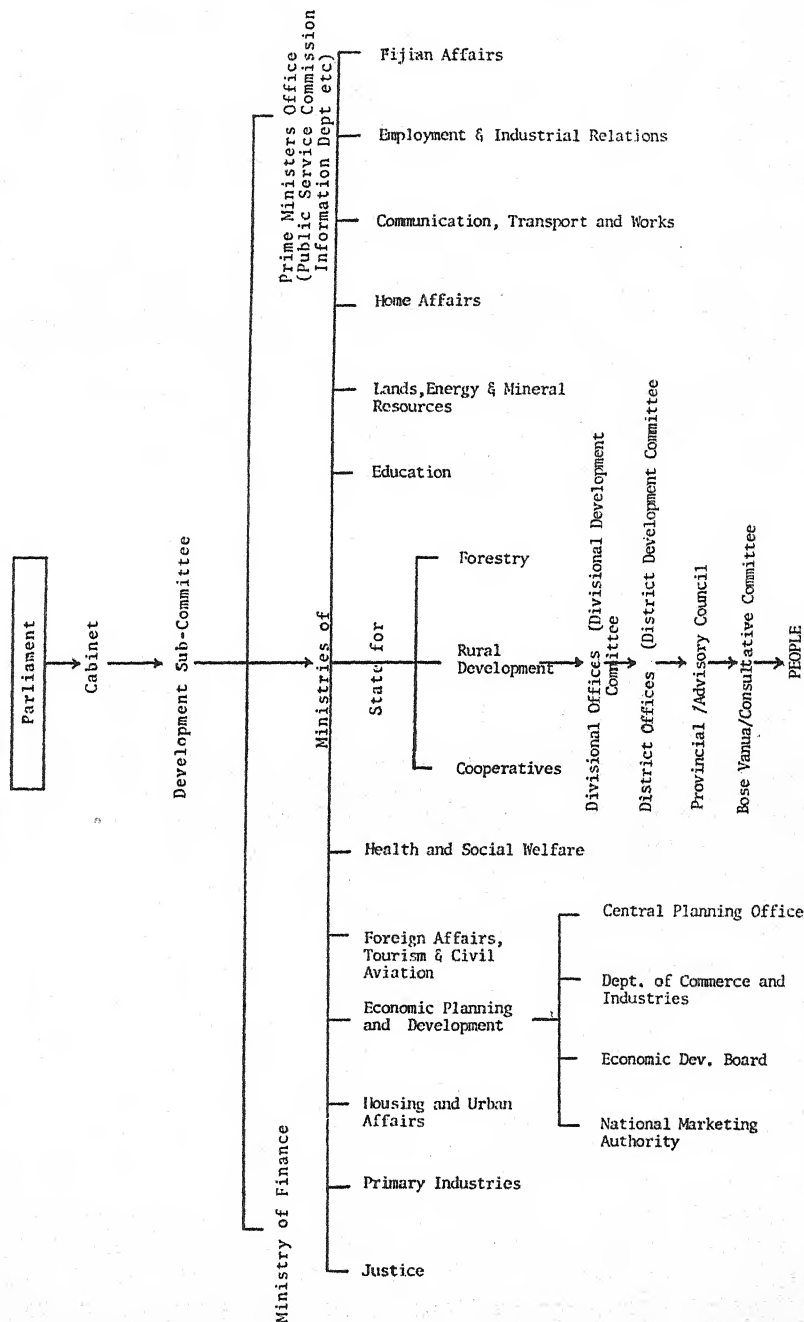 Parliament
Cabinet
Development Sub-Committee
Prime Ministers Office
(Public Service Commission
Information Dept etc)
Ministry of Finance
Ministries of
Fijian Affairs
Employment & Industrial Relations
Communication, Transport and Works
Home Affairs
Lands,Energy & Mineral
Resources
Education
State for
Forestry
Rural
Development
Cooperatives
Divisional Offices (Divisional Development
Committee
District Offices (District Development Committee
Provincial /Advisory Council
Bose Vanua/Consultative Committee
PEOPLE
Health and Social Welfare
Foreign Affairs,
Tourism & Civil
Aviation
Economic Planning
and Development
Central Planning Office
Dept. of Commerce and
Industries
Economic Dev. Board
National Marketing
Authority
Housing and Urban
Affairs
Primary Industries
Justice